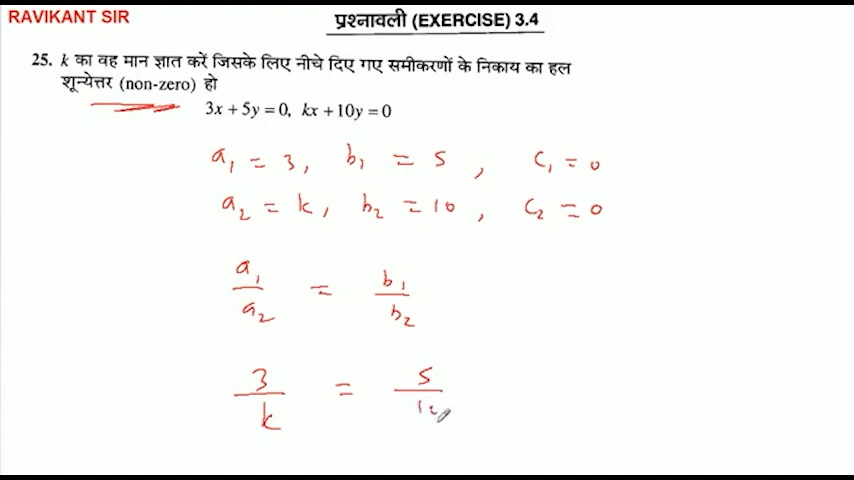 RAVIKANT SIR
प्रश्नावली (EXERCISE) 3.4
25. k का वह मान ज्ञात करें जिसके लिए नीचे दिए गए समीकरणों के निकाय का हल
शून्येत्तर (non-zero) हो
3x + 5y = 0, kx + 10y = 0
a₁ = 3, b₁ = 5, c₁ = 0
a₂ = k, b₂ = 10, c₂ = 0
a₁/a₂ = b₁/b₂
3/k = 5/10